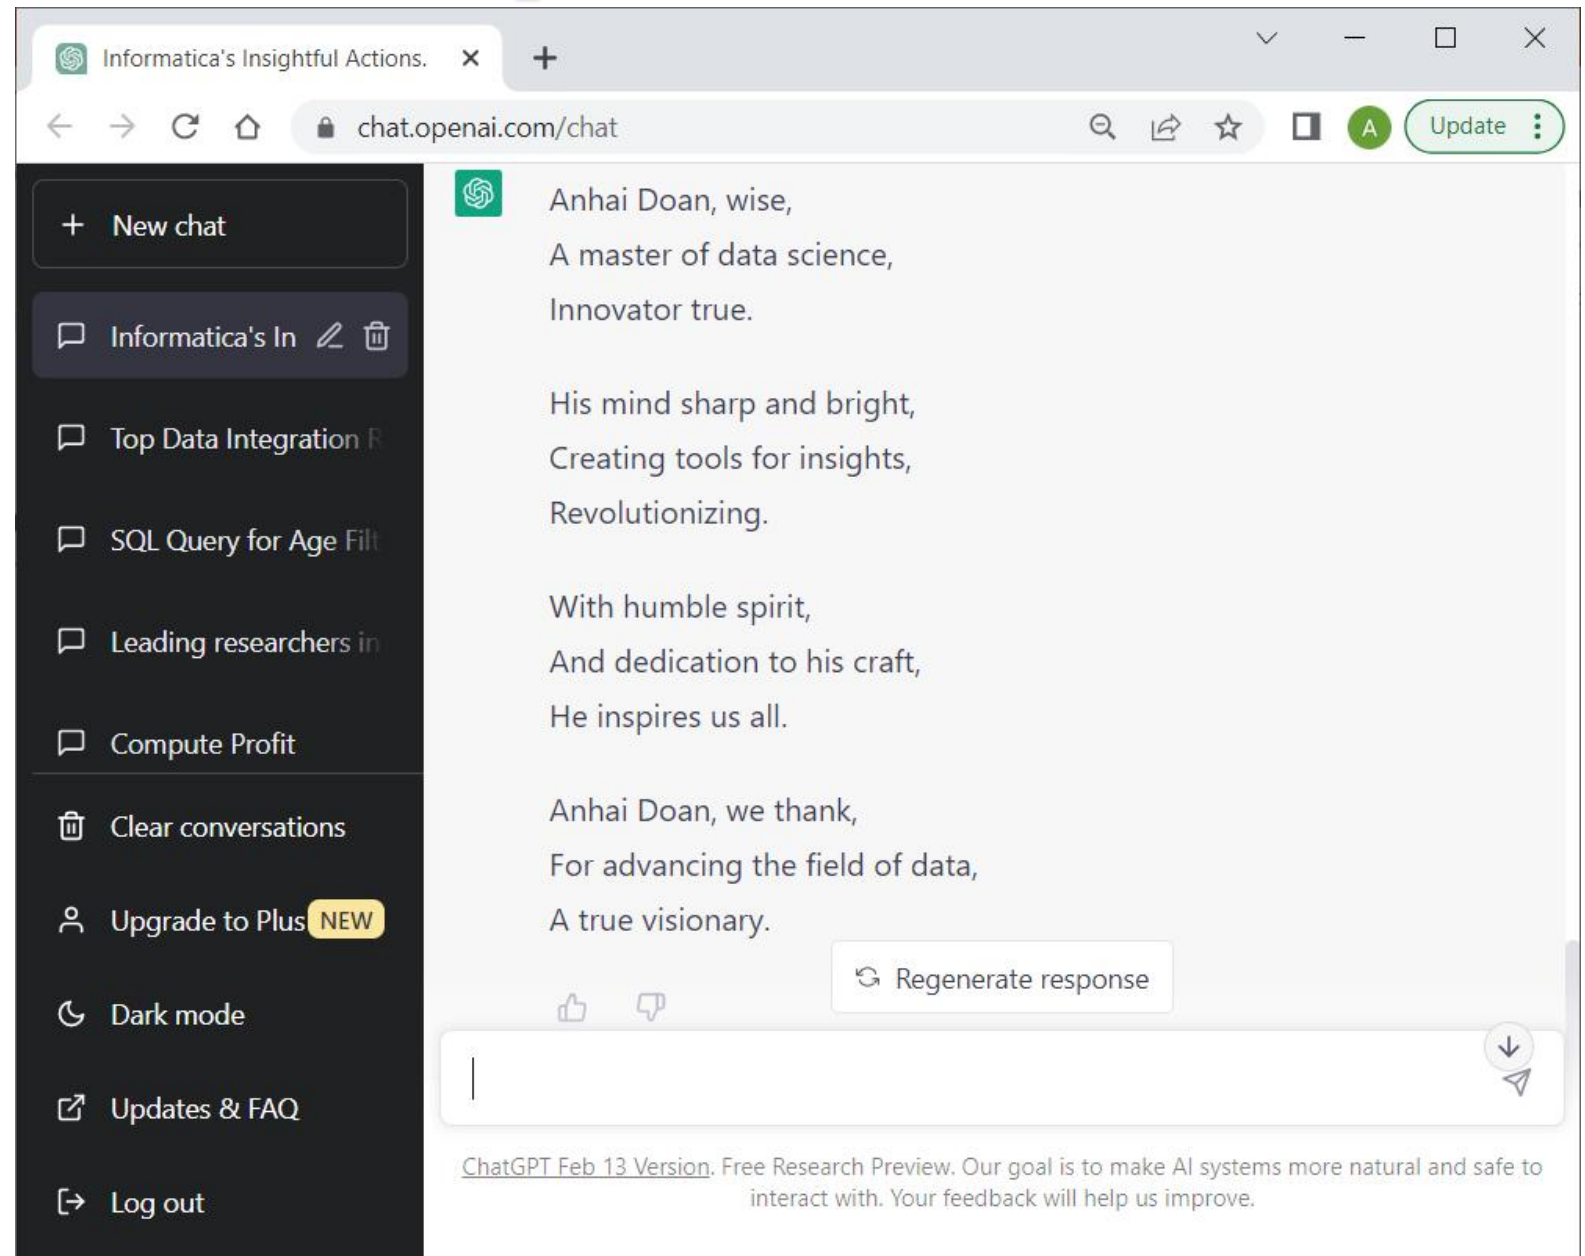 Informatica's Insightful Actions.
chat.openai.com/chat
A
Update
New chat
Informatica's In
Top Data Integration R
SQL Query for Age Filt
Leading researchers in
Compute Profit
Clear conversations
Upgrade to Plus NEW
Dark mode
Updates & FAQ
Log out
Anhai Doan, wise,
A master of data science,
Innovator true.
His mind sharp and bright,
Creating tools for insights,
Revolutionizing.
With humble spirit,
And dedication to his craft,
He inspires us all.
Anhai Doan, we thank,
For advancing the field of data,
A true visionary.
Regenerate response
ChatGPT Feb 13 Version. Free Research Preview. Our goal is to make AI systems more natural and safe to
interact with. Your feedback will help us improve.